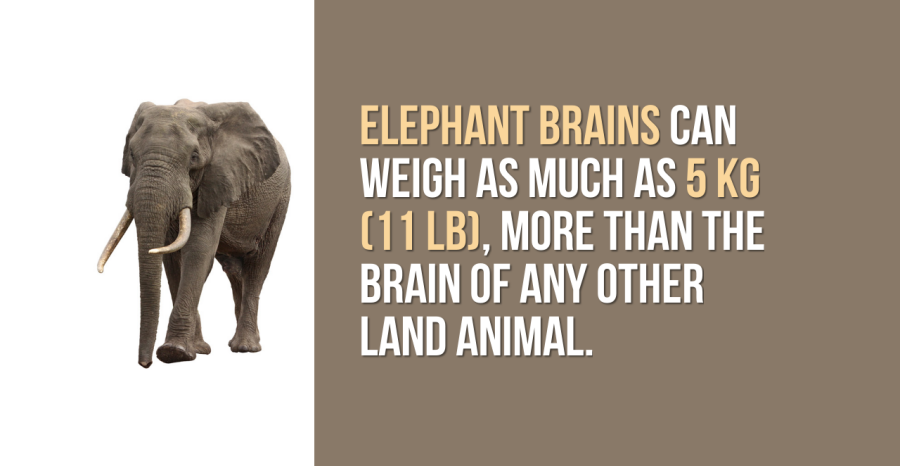 ELEPHANT BRAINS CAN
WEIGH AS MUCH AS 5 KG
(11 LB), MORE THAN THE
BRAIN OF ANY OTHER
LAND ANIMAL.